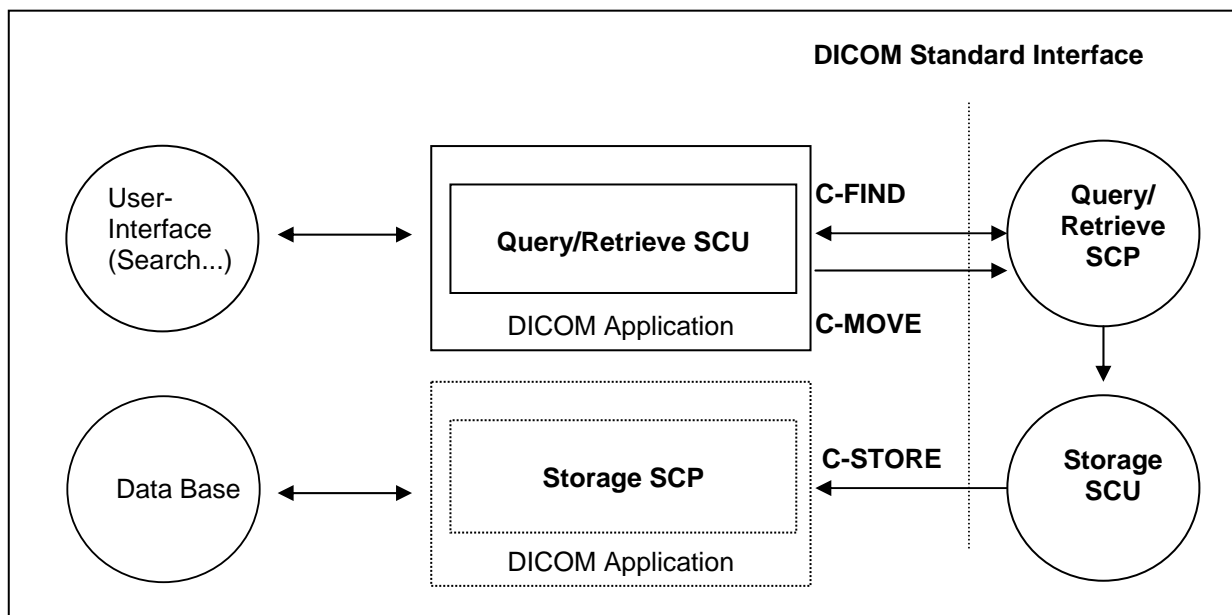 DICOM Standard Interface
User-
Interface
(Search...)
Query/Retrieve SCU
DICOM Application
C-FIND
C-MOVE
Query/
Retrieve
SCP
Data Base
Storage SCP
DICOM Application
C-STORE
Storage
SCU